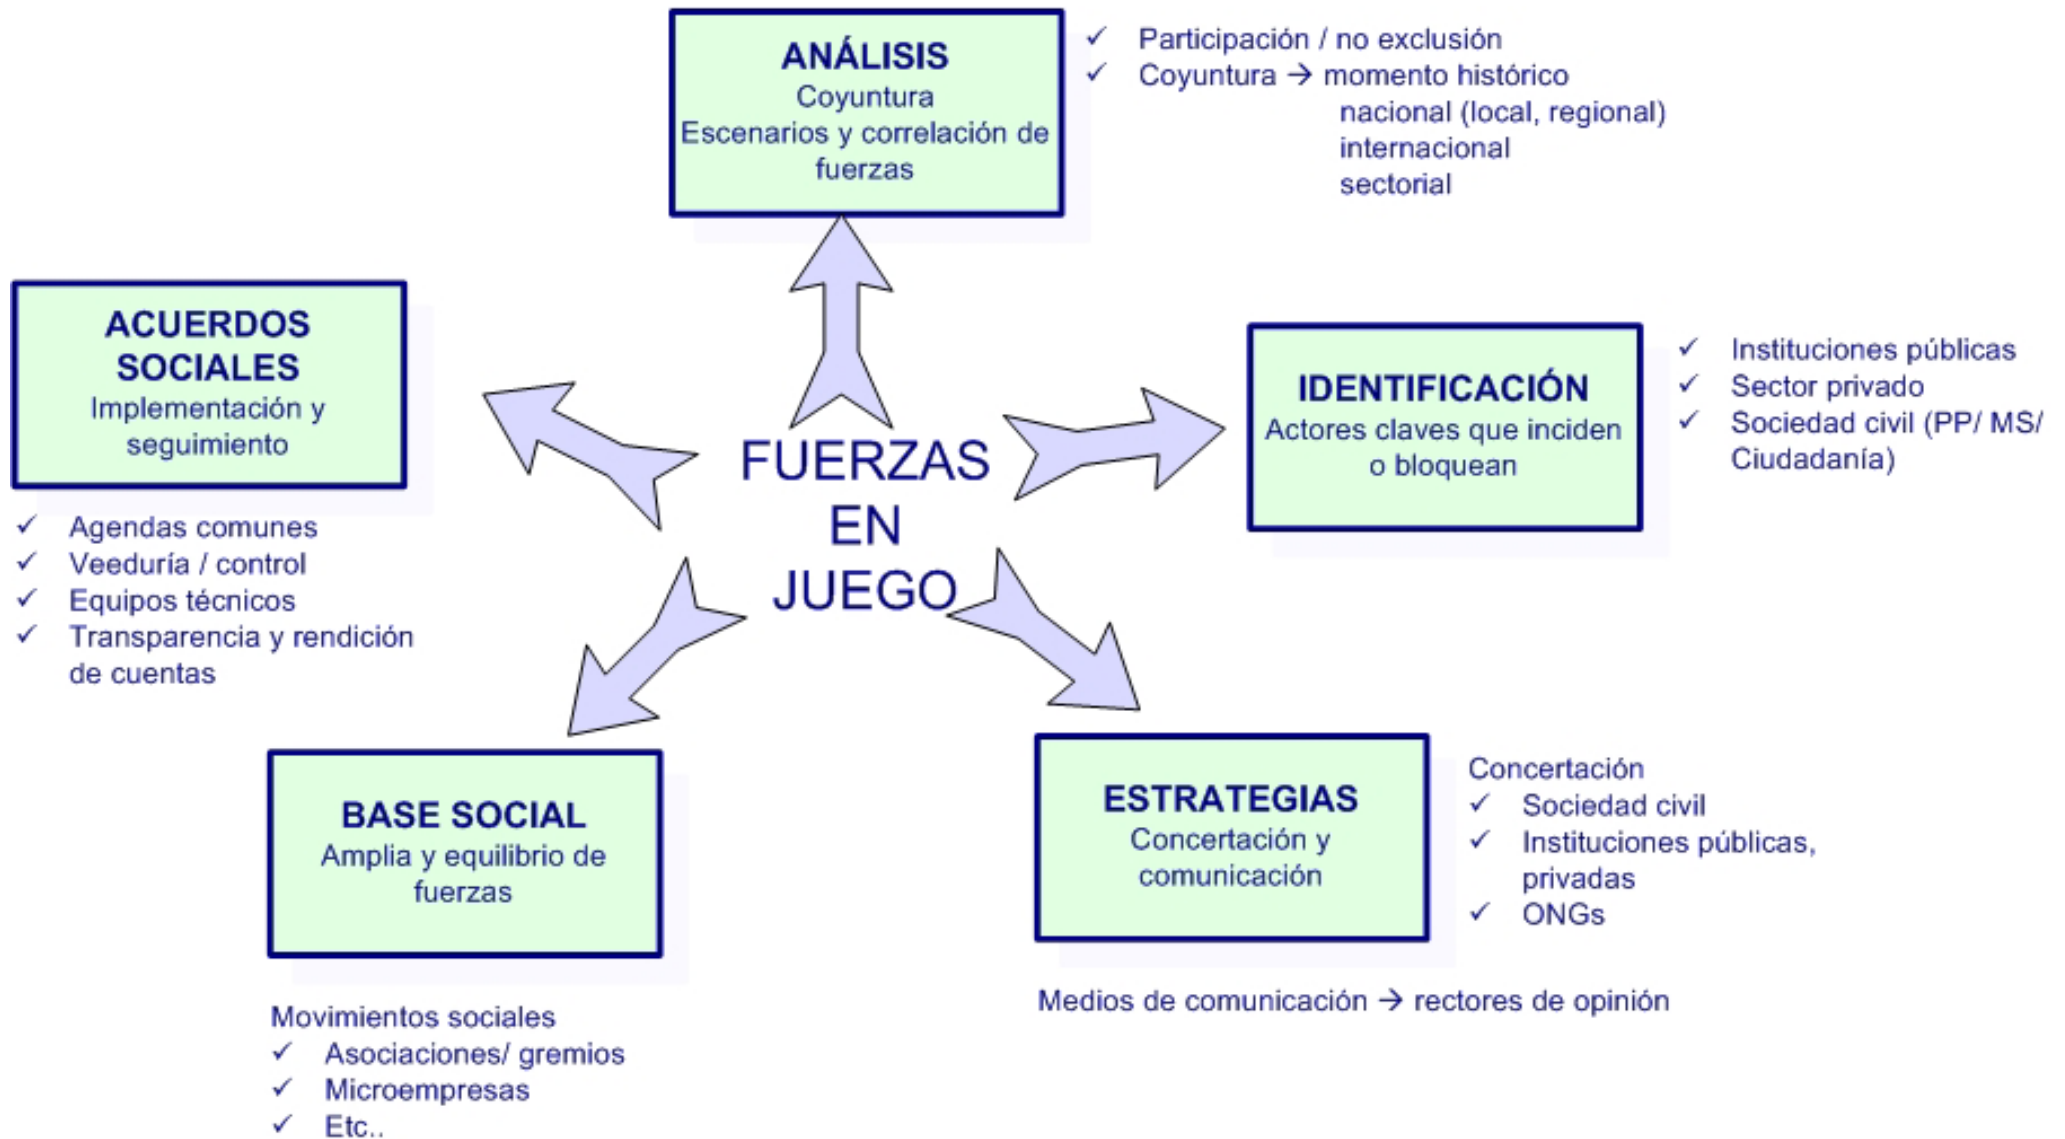 ANÁLISIS
Coyuntura
Escenarios y correlación de
fuerzas
✓ Participación / no exclusión
✓ Coyuntura → momento histórico
nacional (local, regional)
internacional
sectorial
ACUERDOS
SOCIALES
Implementación y
seguimiento
✓ Agendas comunes
✓ Veeduría / control
✓ Equipos técnicos
✓ Transparencia y rendición
de cuentas
FUERZAS
EN
JUEGO
IDENTIFICACIÓN
Actores claves que inciden
o bloquean
✓ Instituciones públicas
✓ Sector privado
✓ Sociedad civil (PP/ MS/
Ciudadanía)
BASE SOCIAL
Amplia y equilibrio de
fuerzas
Movimientos sociales
✓ Asociaciones/ gremios
✓ Microempresas
✓ Etc..
ESTRATEGIAS
Concertación y
comunicación
Concertación
✓ Sociedad civil
✓ Instituciones públicas,
privadas
✓ ONGs
Medios de comunicación → rectores de opinión